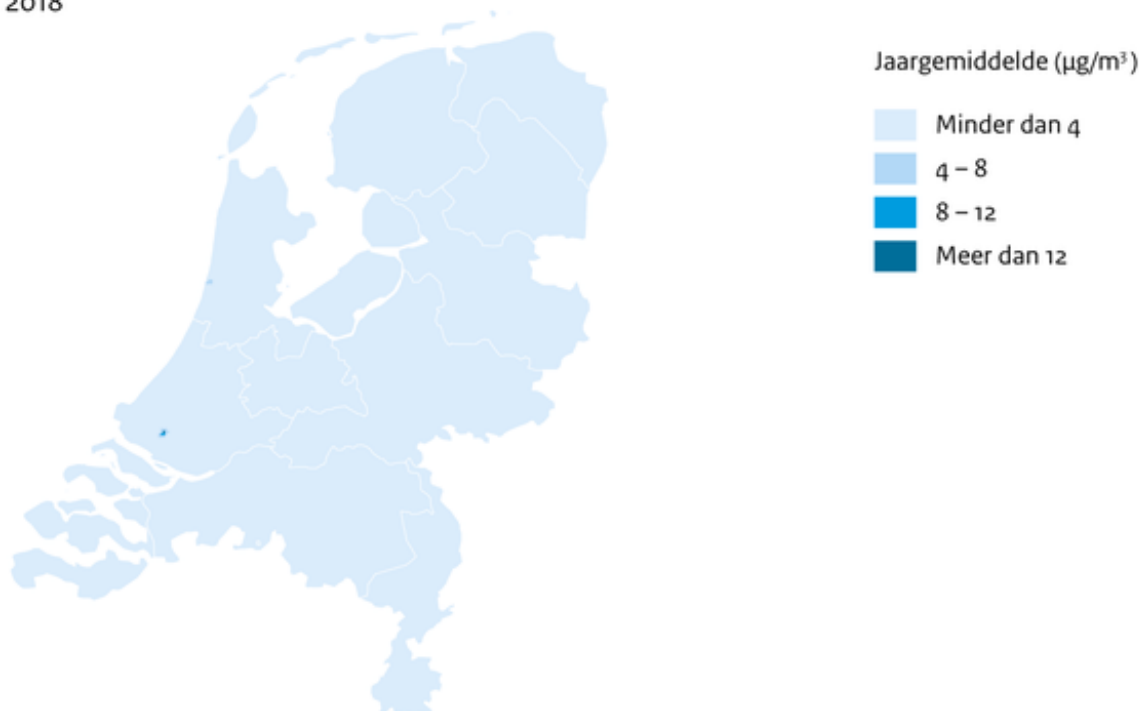 2018
Jaargemiddelde (µg/m³)
Minder dan 4
4 – 8
8 – 12
Meer dan 12